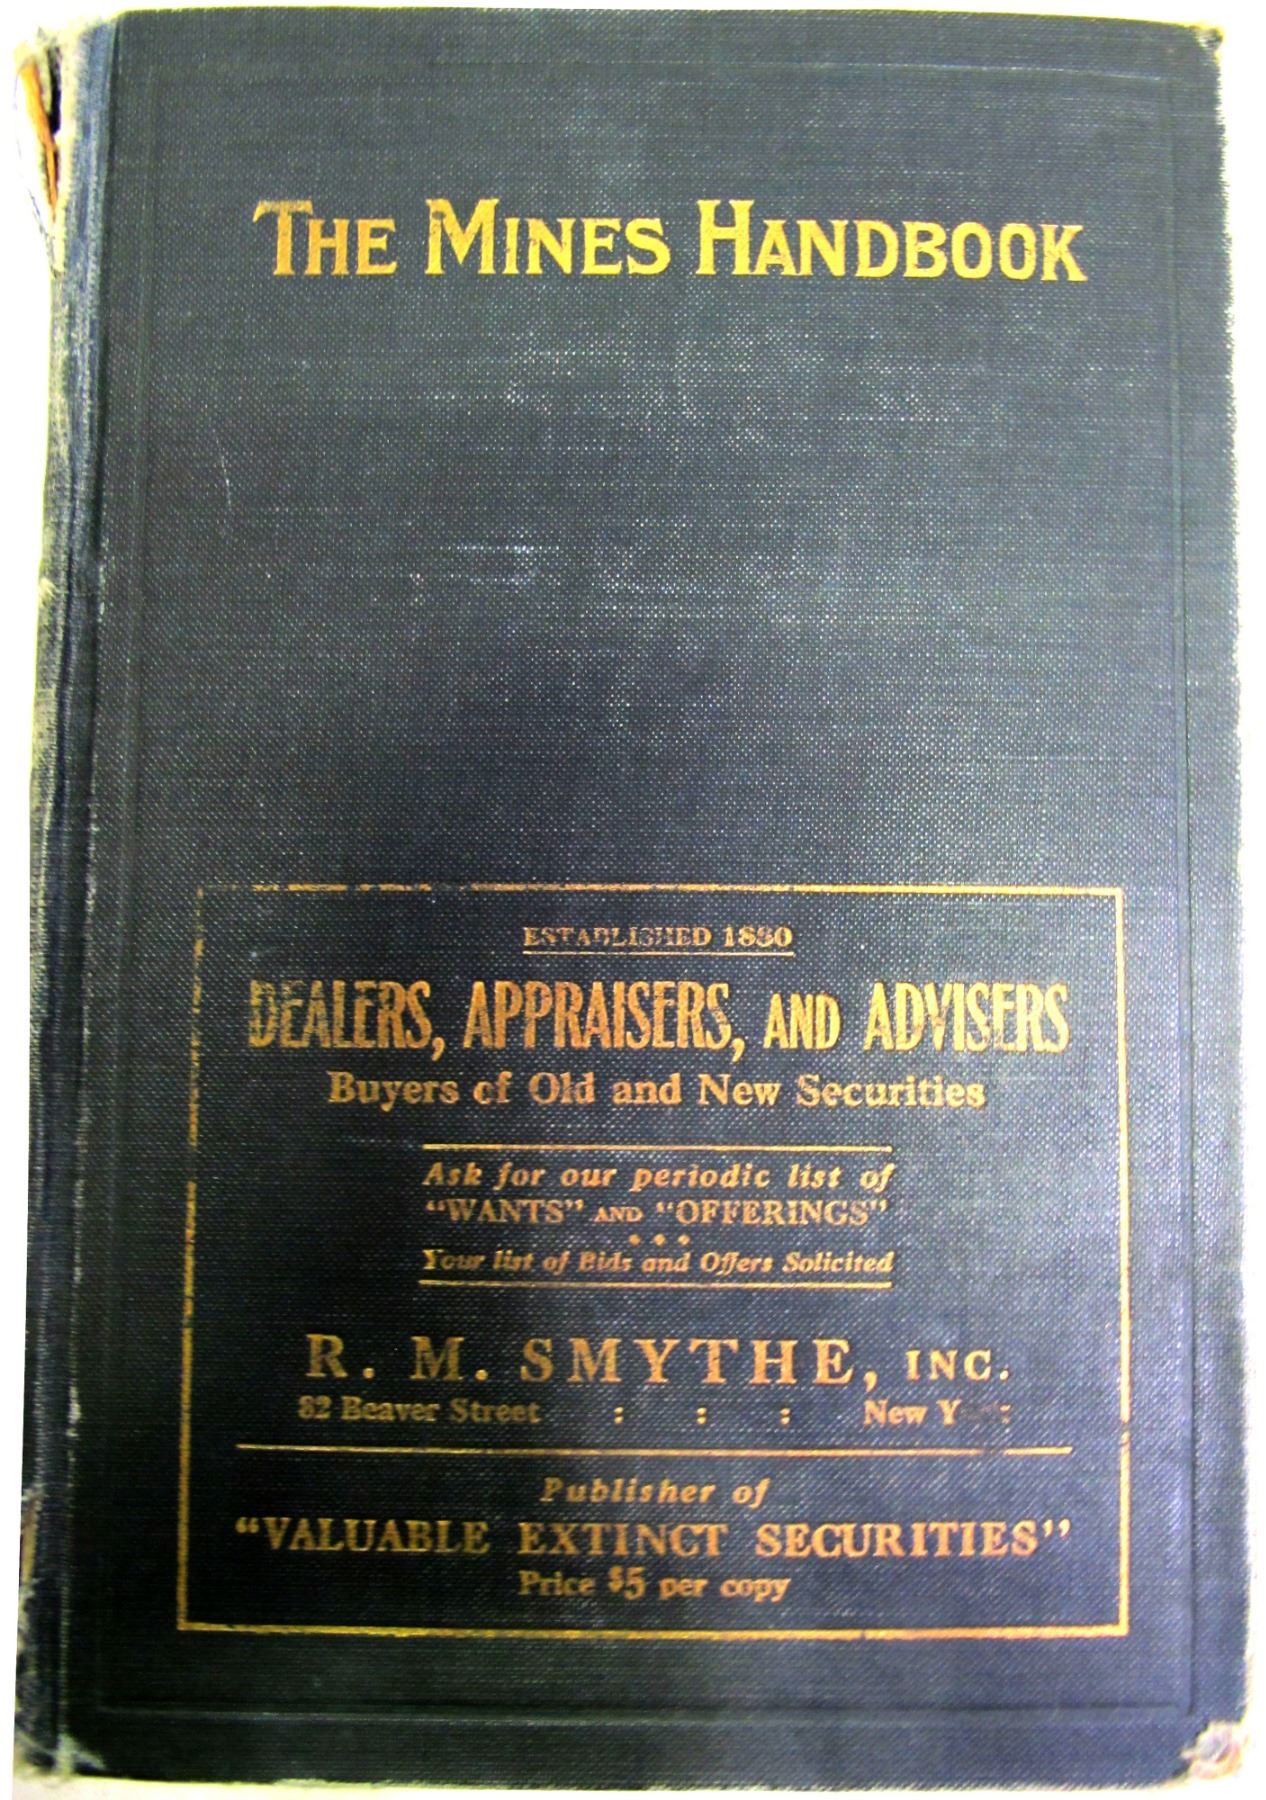 THE MINES HANDBOOK
ESTABLISHED 1880
DEALERS, APPRAISERS, AND ADVISERS
Buyers of Old and New Securities
Ask for our periodic list of
"WANTS" AND "OFFERINGS"
• • •
Your list of Bids and Offers Solicited
R. M. SMYTHE, INC.
82 Beaver Street : : : New Y
Publisher of
"VALUABLE EXTINCT SECURITIES"
Price $5 per copy